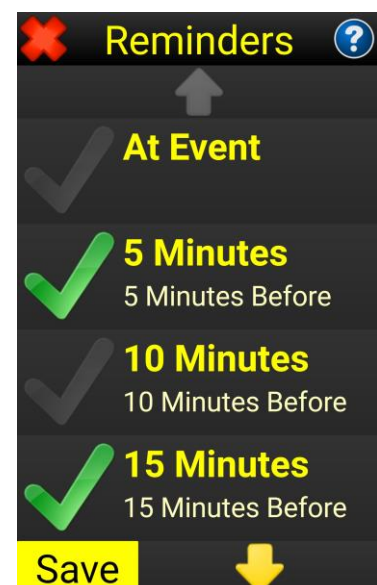 Reminders ?
At Event
5 Minutes
5 Minutes Before
10 Minutes
10 Minutes Before
15 Minutes
15 Minutes Before
Save